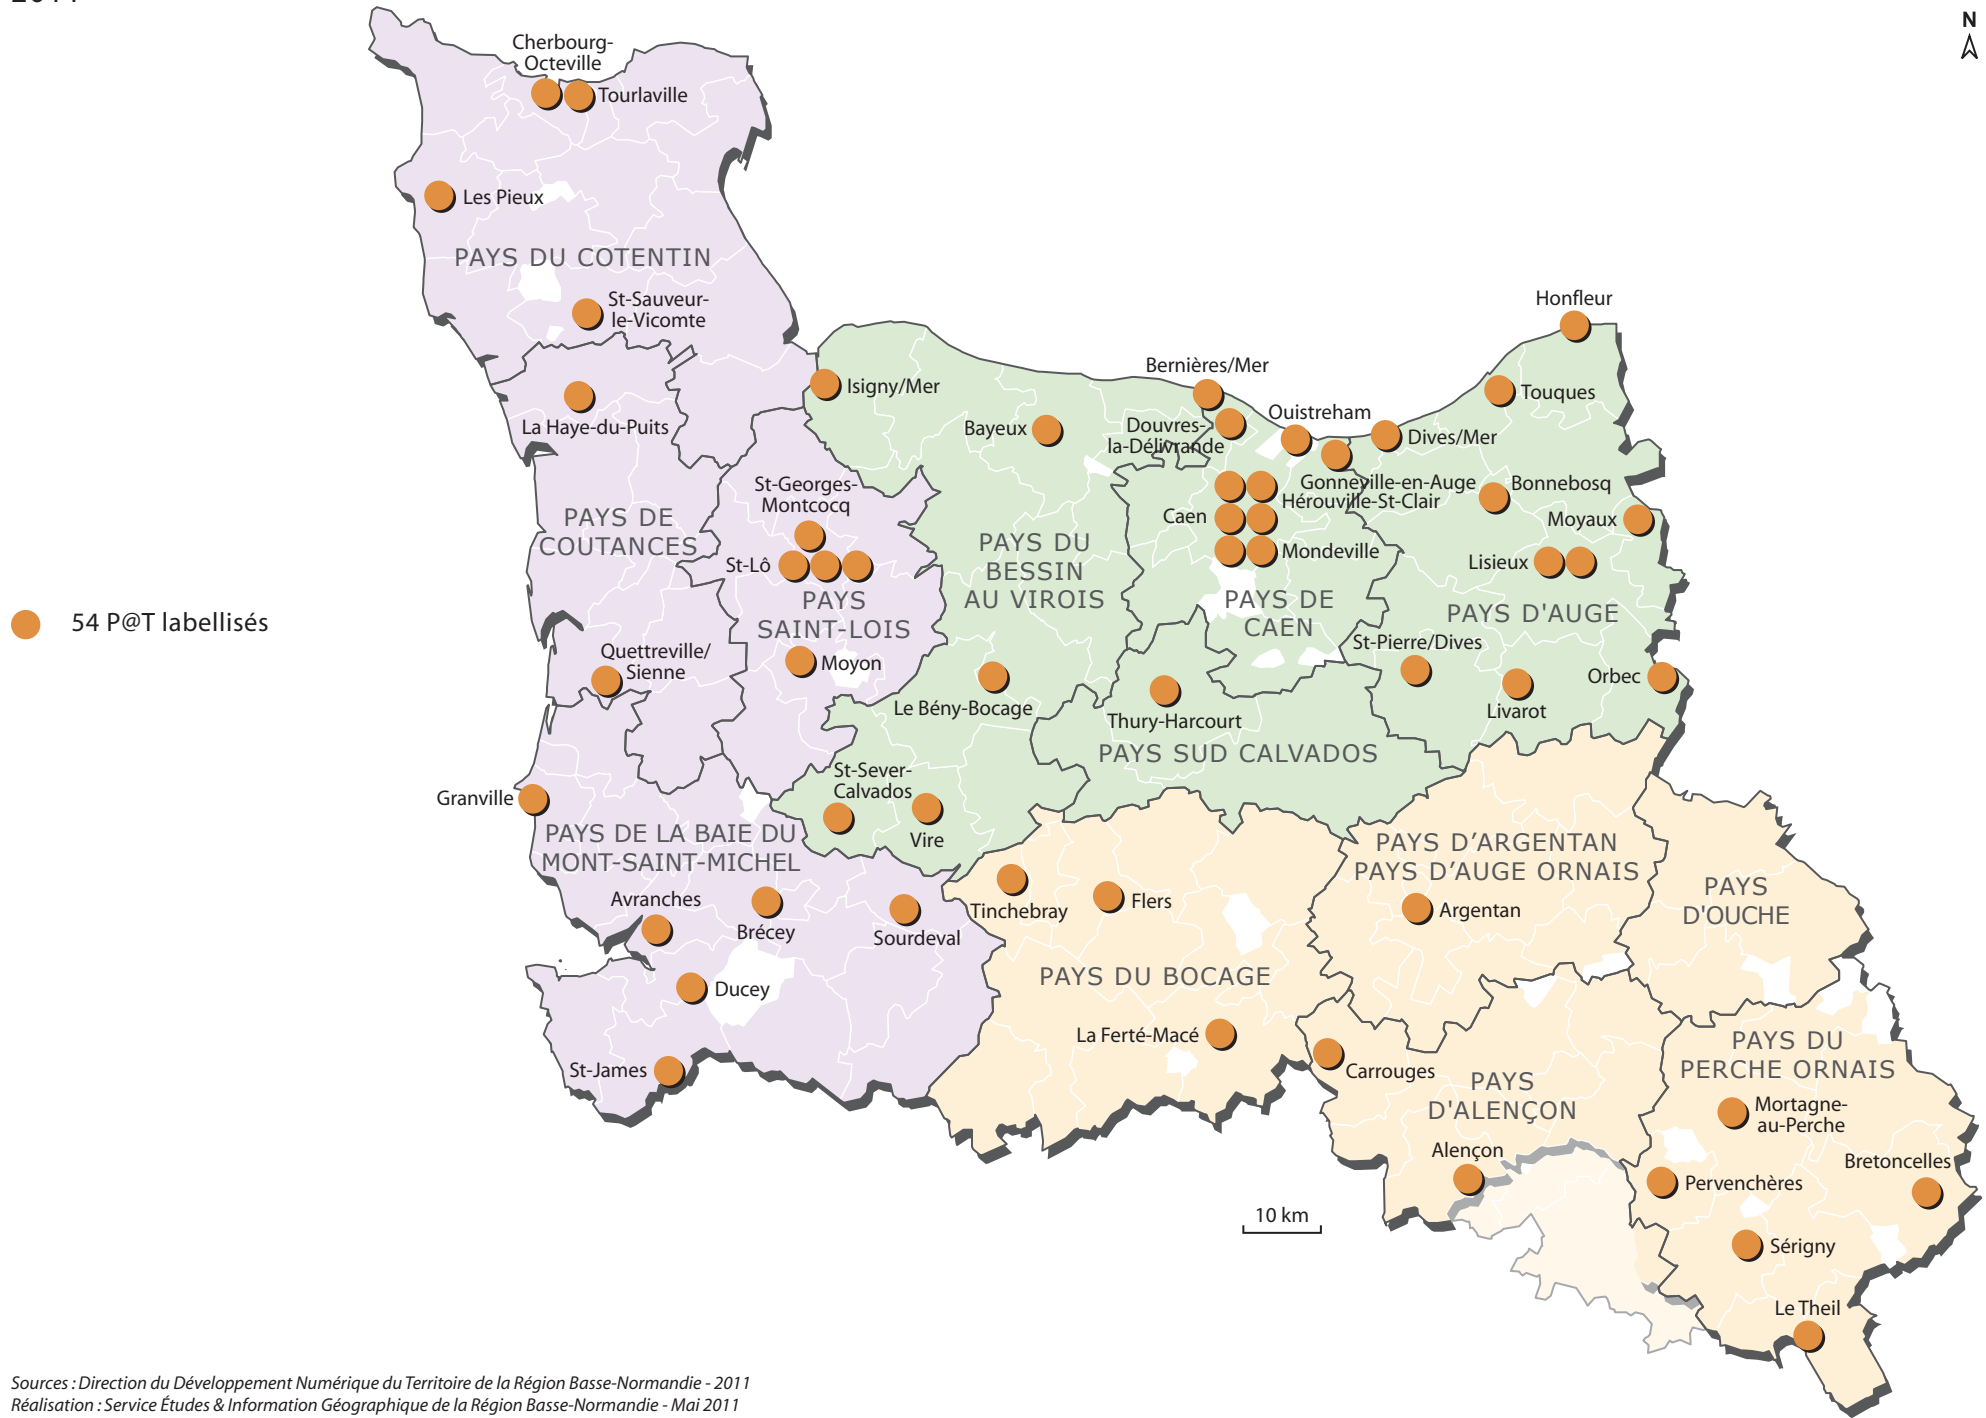 N
Cherbourg-
Octeville
Tourlaville
Les Pieux
PAYS DU COTENTIN
St-Sauveur-
le-Vicomte
Honfleur
Bernières/Mer
Isigny/Mer
Touques
La Haye-du-Puits
Bayeux
Douvres-
la-Délivrande
Ouistreham
Dives/Mer
St-Georges-
Montcocq
Gonneville-en-Auge
Hérouville-St-Clair
Bonnebosq
Caen
Moyaux
PAYS DE
COUTANCES
PAYS DU
BESSIN
AU VIROIS
Mondeville
Lisieux
St-Lô
PAYS
SAINT-LOIS
PAYS DE
CAEN
PAYS D'AUGE
54 P@T labellisés
Quettreville/
Sienne
Moyon
St-Pierre/Dives
Orbec
Le Bény-Bocage
Thury-Harcourt
Livarot
PAYS SUD CALVADOS
St-Sever-
Calvados
Granville
Vire
PAYS DE LA BAIE DU
MONT-SAINT-MICHEL
PAYS D’ARGENTAN
PAYS D’AUGE ORNAIS
PAYS
D'OUCHE
Avranches
Brécey
Sourdeval
Tinchebray
Flers
Argentan
PAYS DU BOCAGE
Ducey
La Ferté-Macé
St-James
Carrouges
PAYS
D'ALENÇON
PAYS DU
PERCHE ORNAIS
Mortagne-
au-Perche
Alençon
Bretoncelles
Pervenchères
10 km
Sérigny
Le Theil
Sources : Direction du Développement Numérique du Territoire de la Région Basse-Normandie - 2011
Réalisation : Service Études & Information Géographique de la Région Basse-Normandie - Mai 2011